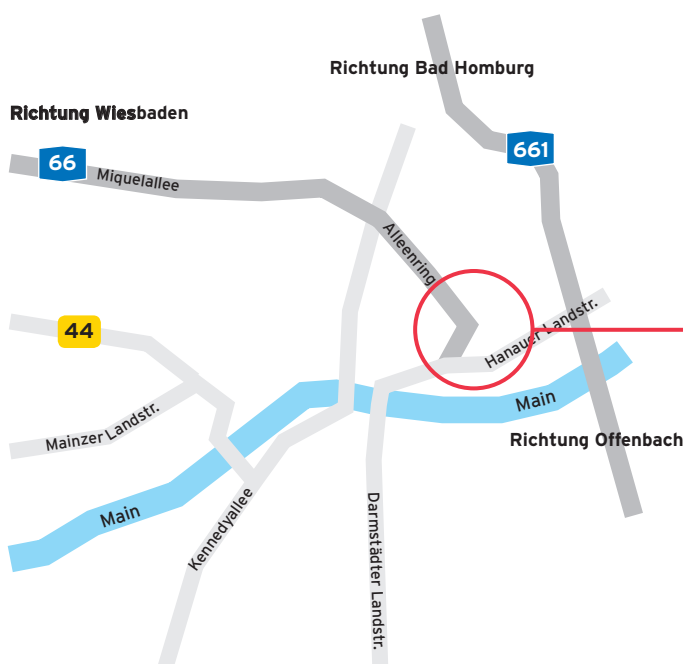 Richtung Bad Homburg
Richtung Wiesbaden
661
66
Miquelallee
Alleenring
44
Hanauer Landstr.
Main
Mainzer Landstr.
Richtung Offenbach
Main
Kennedyallee
Darmstädter Landstr.